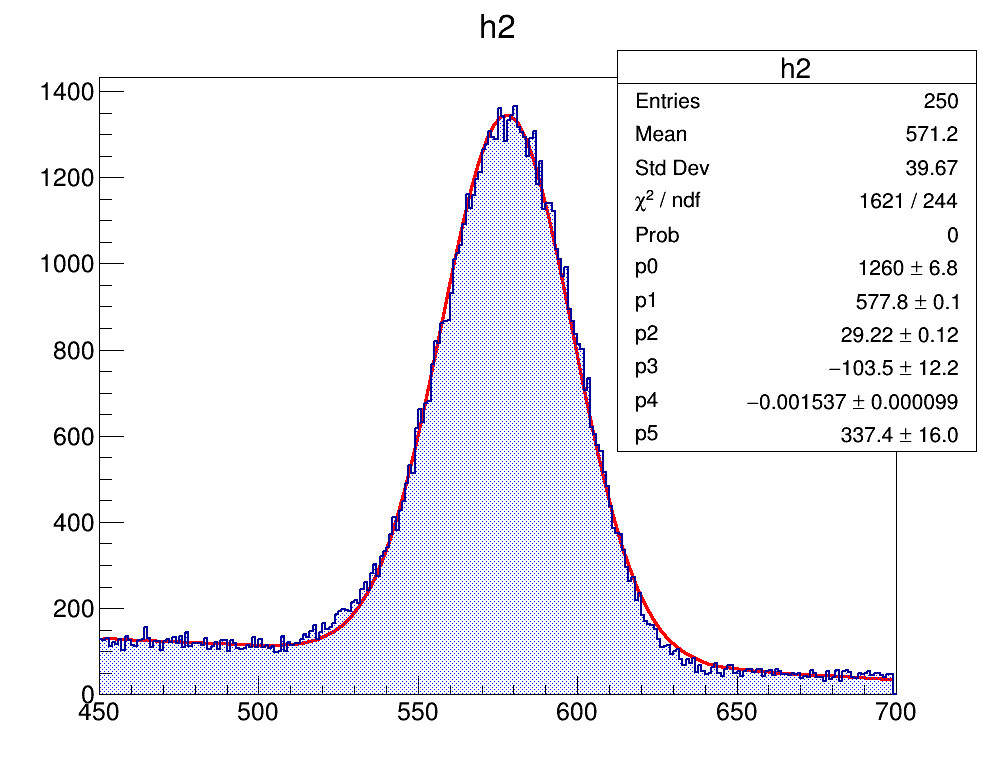 h2
h2
Entries 250
Mean 571.2
Std Dev 39.67
χ² / ndf 1621 / 244
Prob 0
p0 1260 ± 6.8
p1 577.8 ± 0.1
p2 29.22 ± 0.12
p3 −103.5 ± 12.2
p4 −0.001537 ± 0.000099
p5 337.4 ± 16.0
1400
1200
1000
800
600
400
200
0
450 500 550 600 650 700